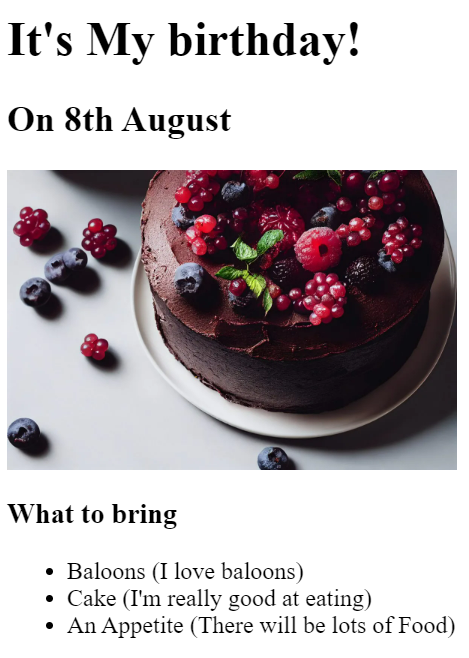 It's My birthday!
On 8th August
What to bring
Baloons (I love baloons)
Cake (I'm really good at eating)
An Appetite (There will be lots of Food)